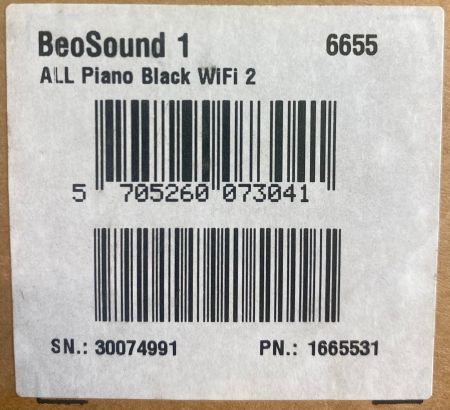 BeoSound 1 6655
ALL Piano Black WiFi 2
5 705260 073041
SN.: 30074991 PN.: 1665531